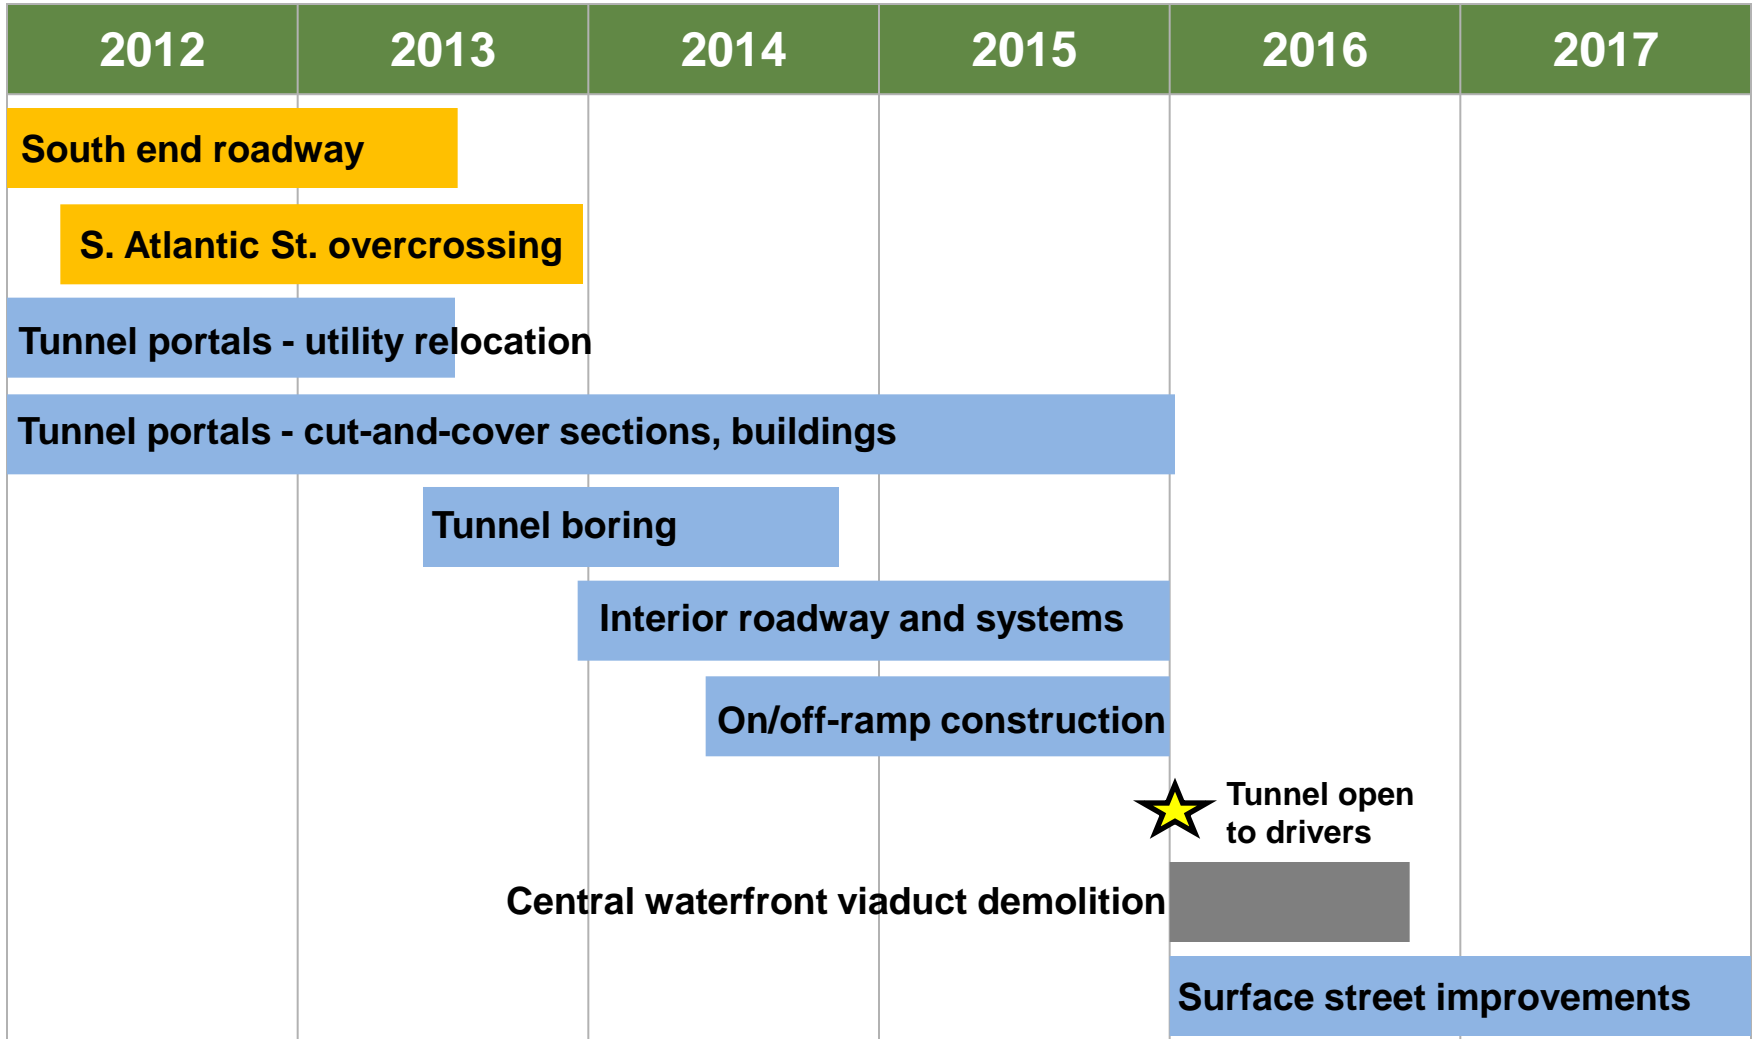 2012 2013 2014 2015 2016 2017
South end roadway
S. Atlantic St. overcrossing
Tunnel portals - utility relocation
Tunnel portals - cut-and-cover sections, buildings
Tunnel boring
Interior roadway and systems
On/off-ramp construction
Tunnel open
to drivers
Central waterfront viaduct demolition
Surface street improvements